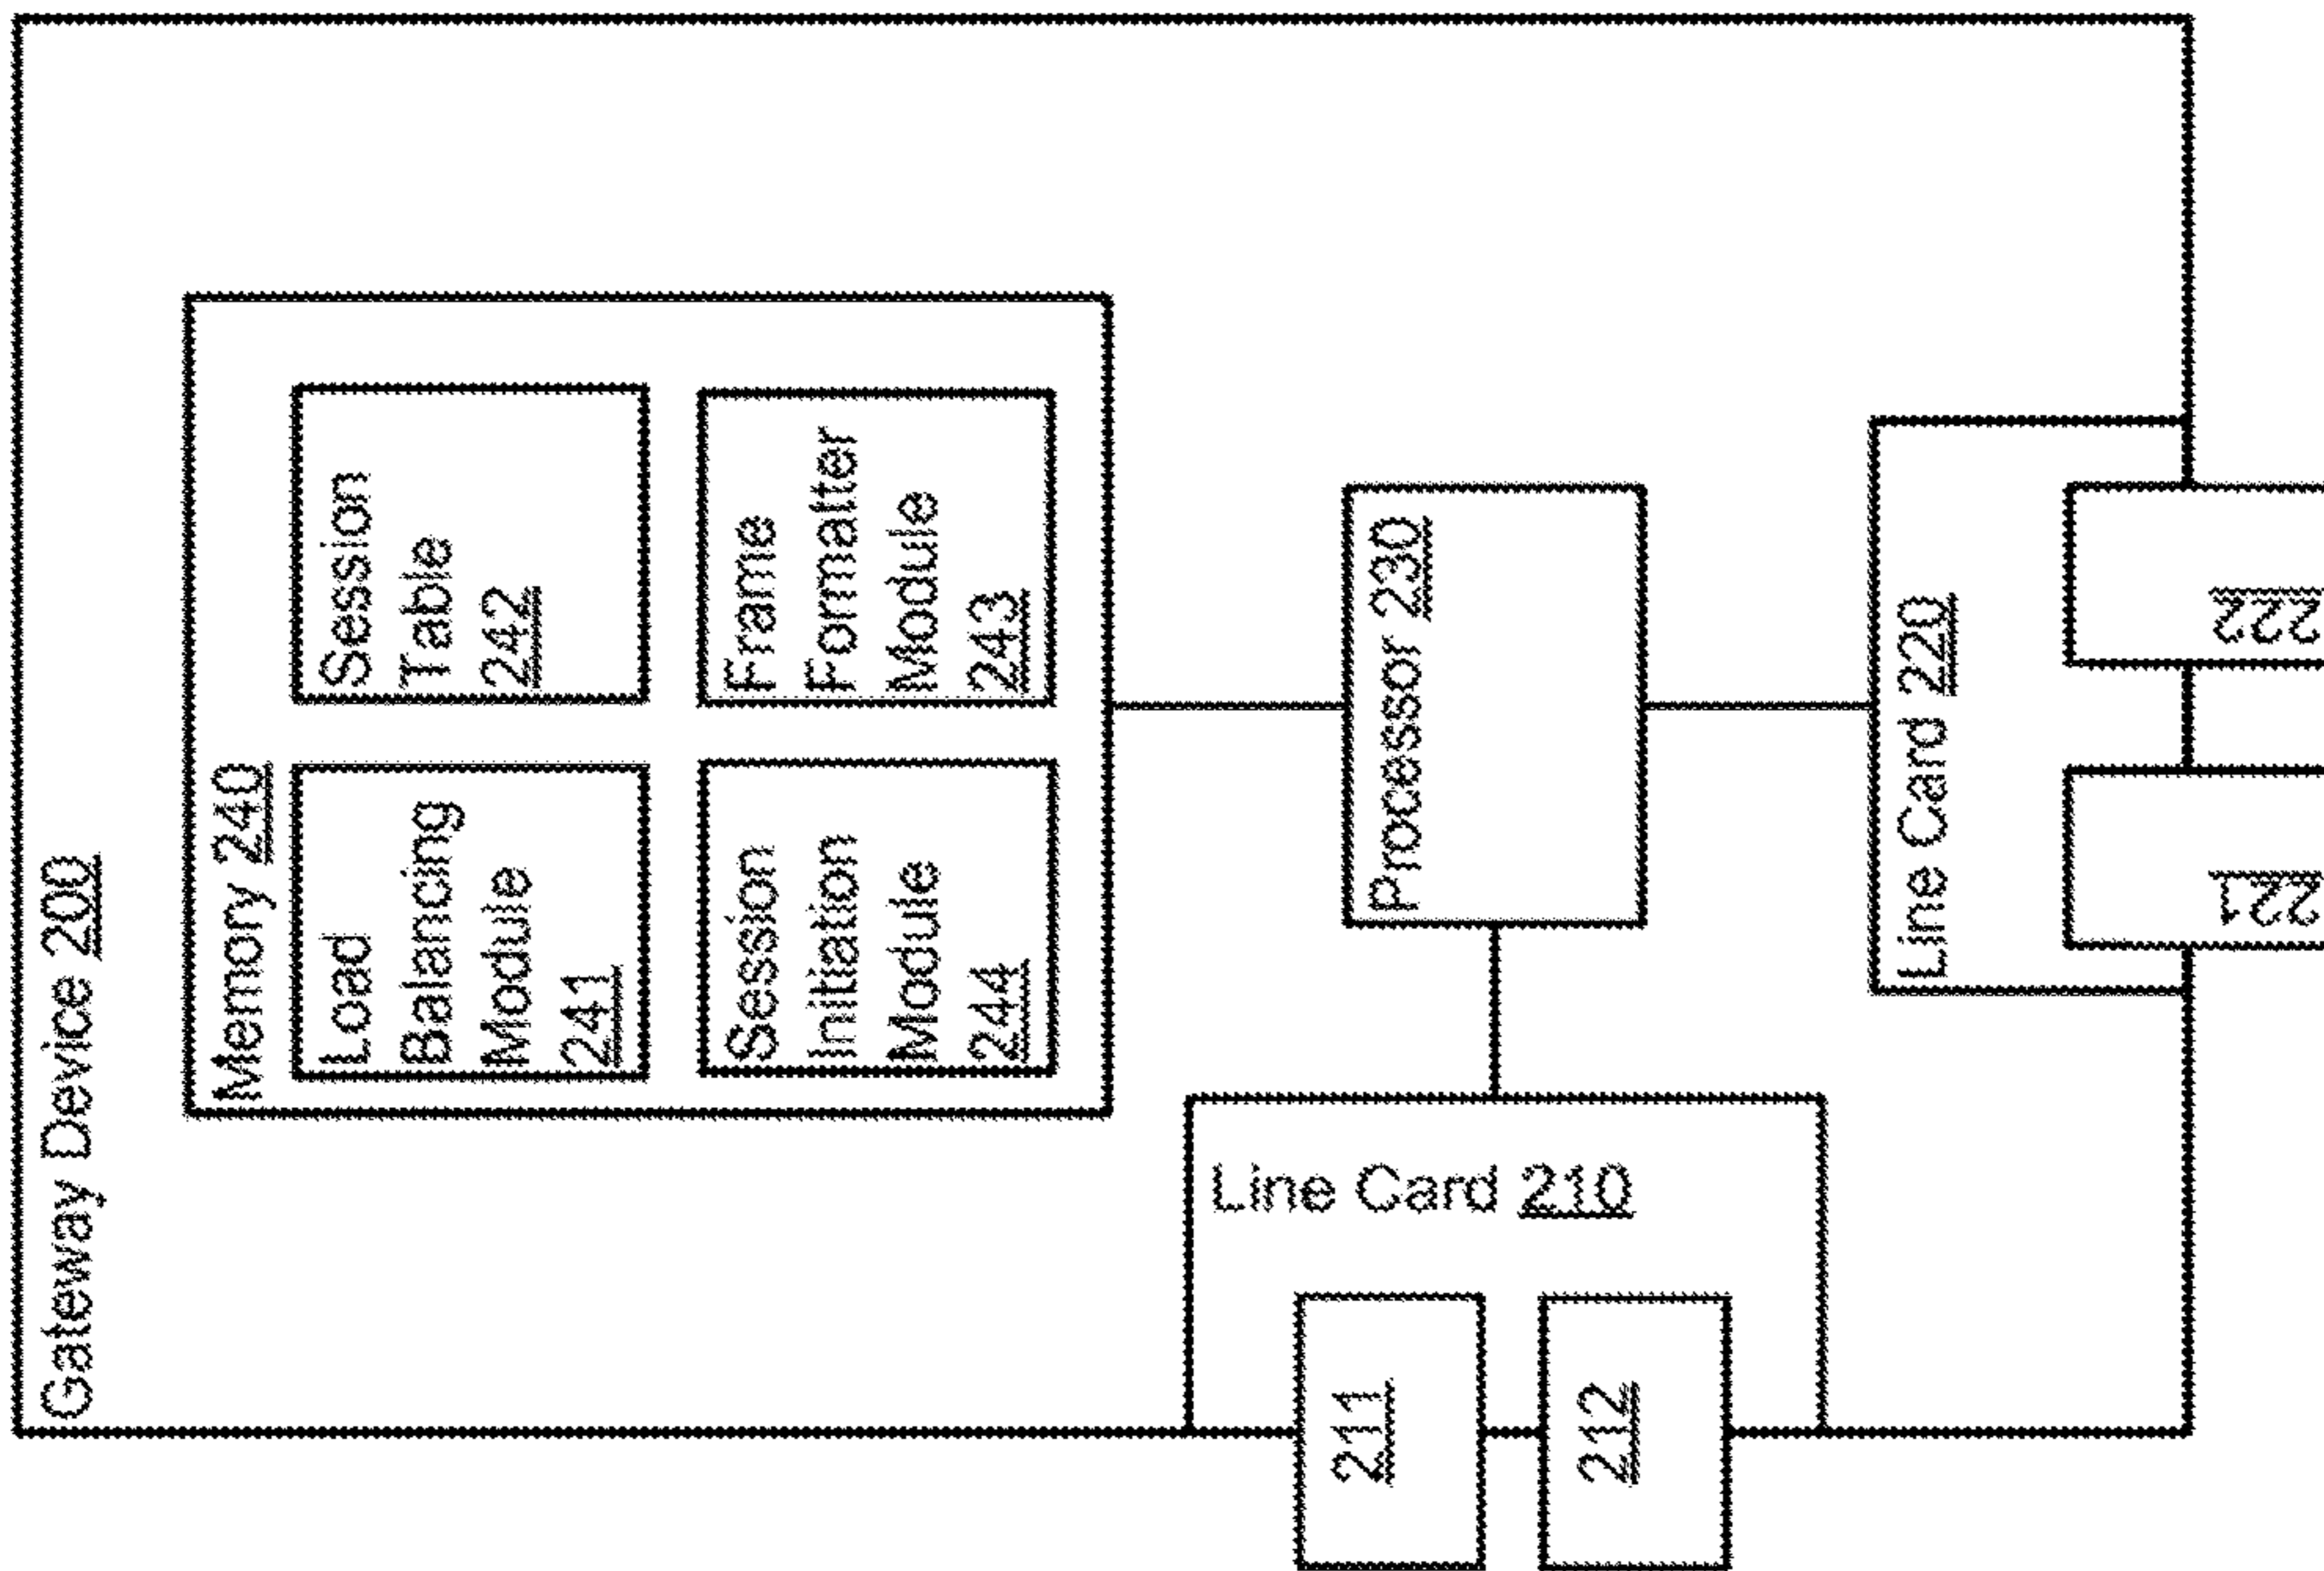 Gateway Device 200
Memory 240
Load
Balancing
Module
241
Session
Table
242
Session
Initiation
Module
244
Frame
Formatter
Module
243
Processor 230
Line Card 210
211
212
Line Card 220
221
222